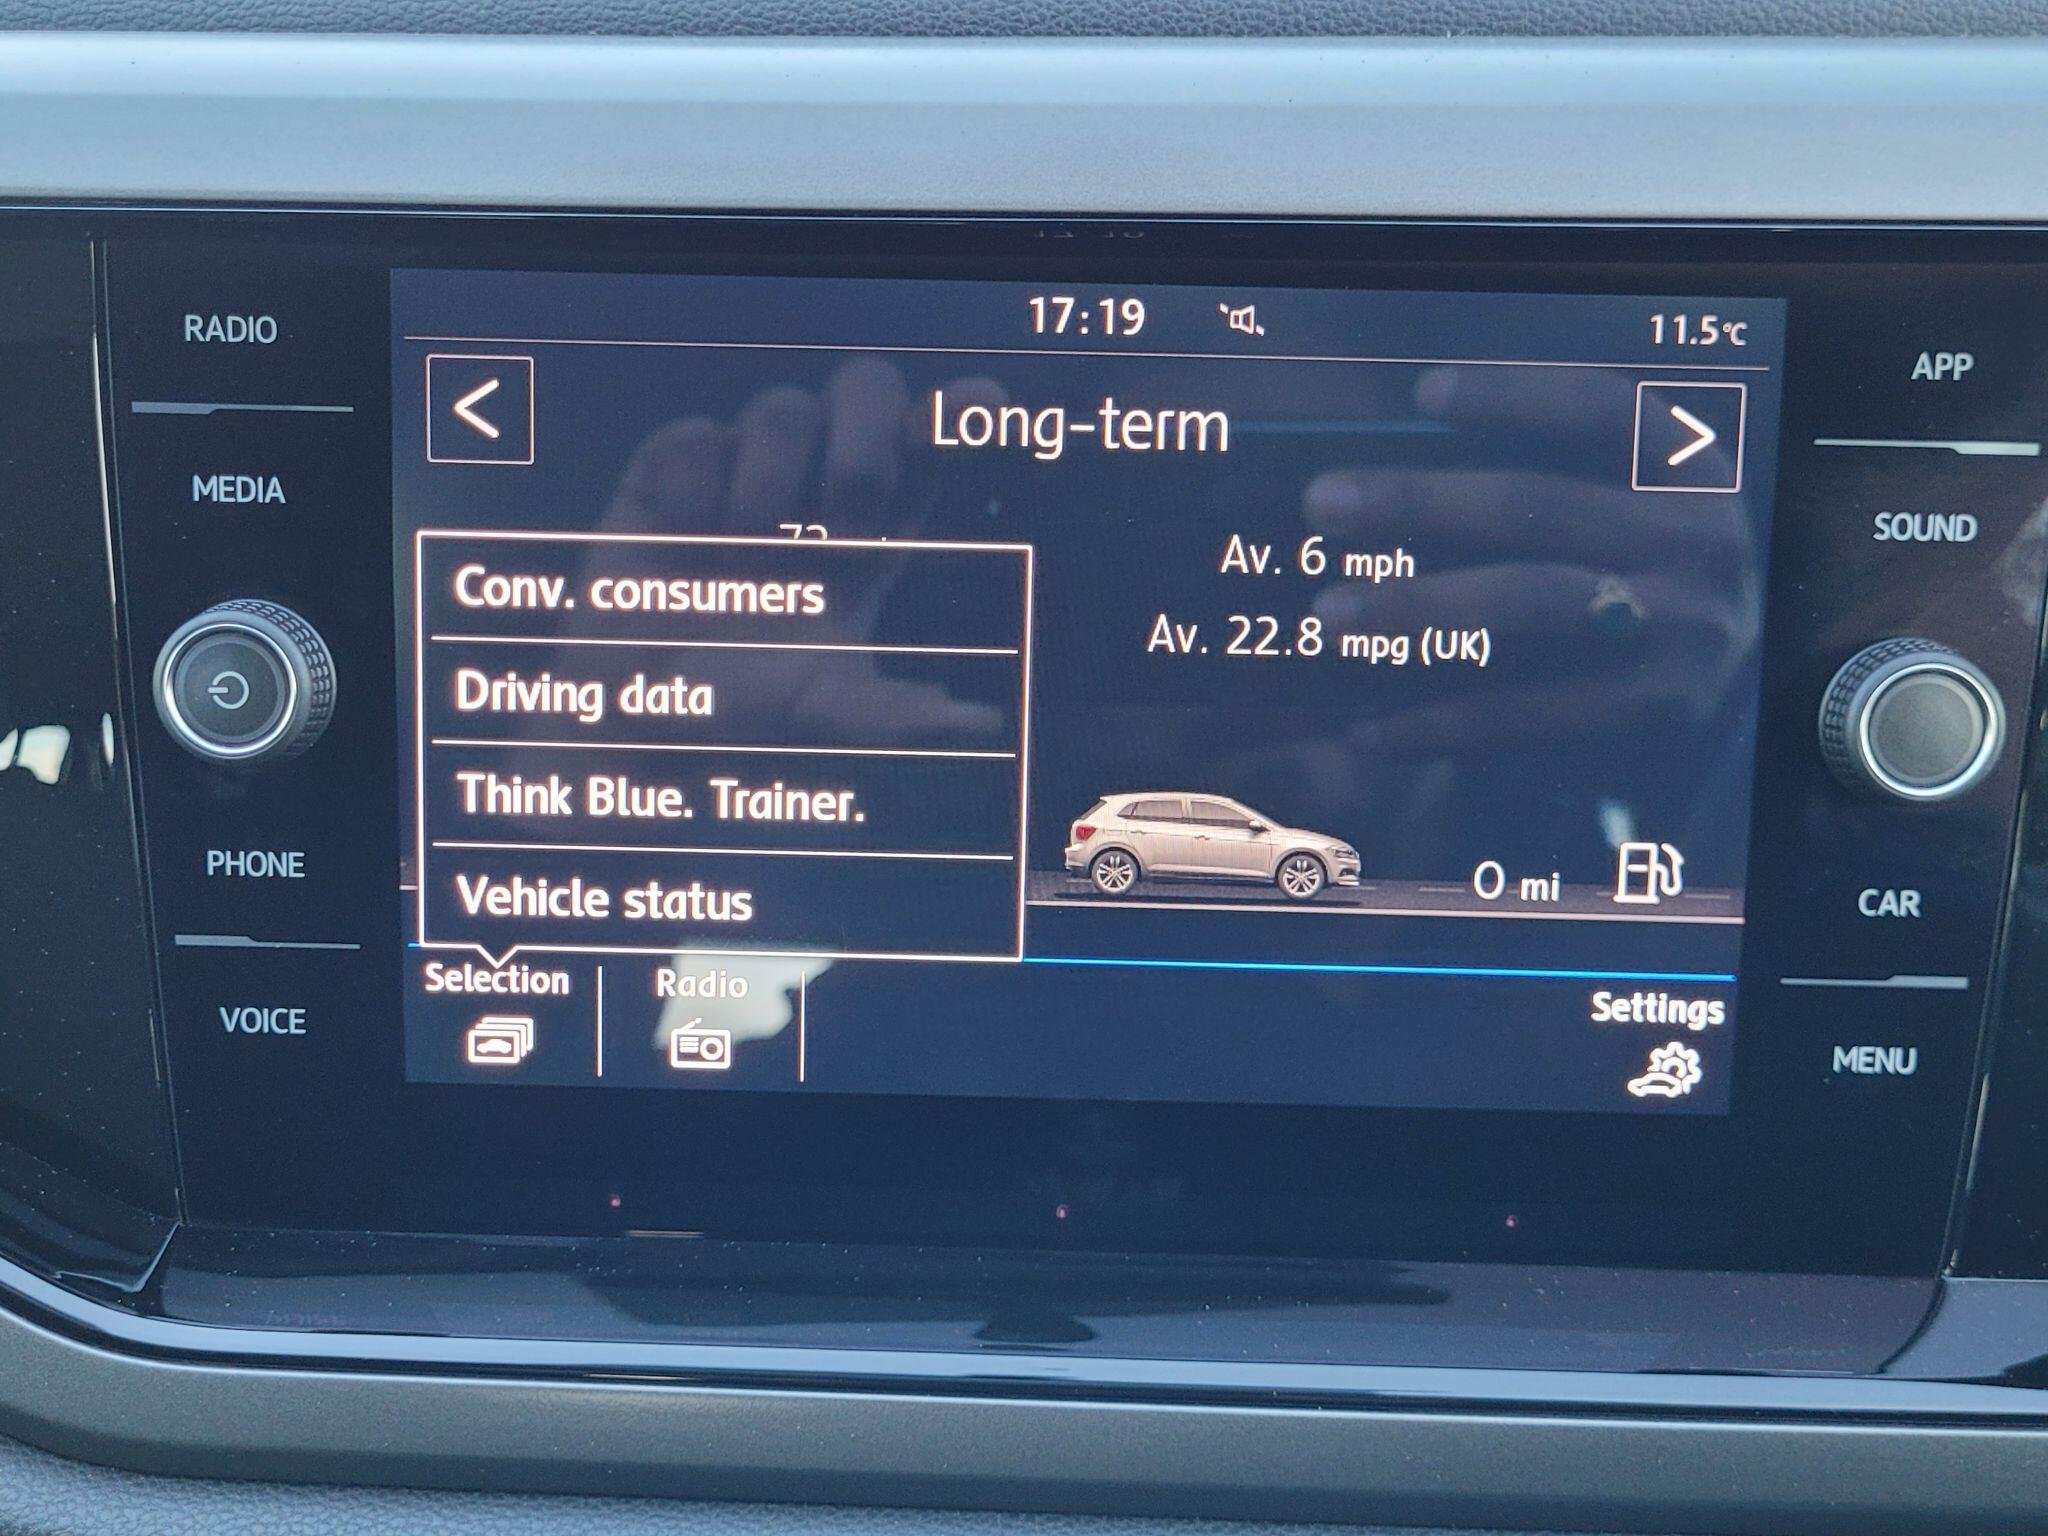 RADIO
MEDIA
PHONE
VOICE
17:19
11.5°C
Long-term
Av. 6 mph
Av. 22.8 mpg (UK)
Conv. consumers
Driving data
Think Blue. Trainer.
Vehicle status
0 mi
Selection
Radio
Settings
APP
SOUND
CAR
MENU